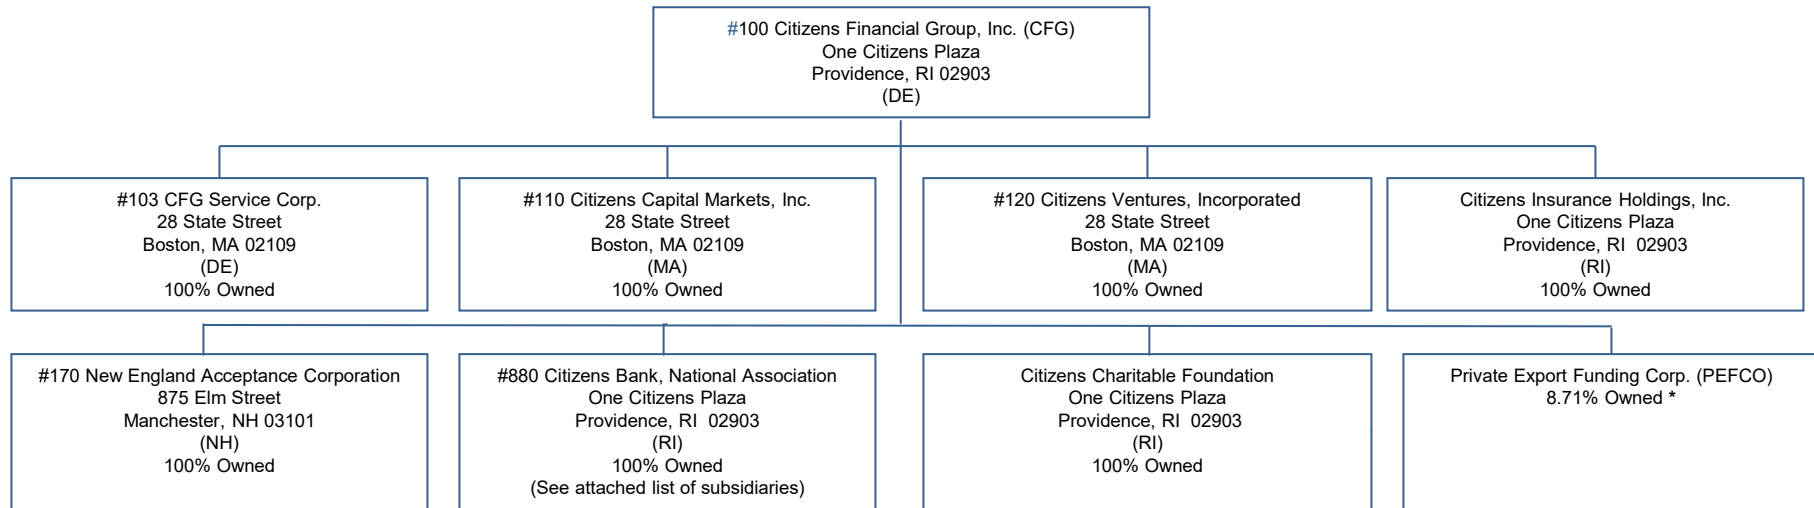 #100 Citizens Financial Group, Inc. (CFG)
One Citizens Plaza
Providence, RI 02903
(DE)
#103 CFG Service Corp.
28 State Street
Boston, MA 02109
(DE)
100% Owned
#110 Citizens Capital Markets, Inc.
28 State Street
Boston, MA 02109
(MA)
100% Owned
#120 Citizens Ventures, Incorporated
28 State Street
Boston, MA 02109
(MA)
100% Owned
Citizens Insurance Holdings, Inc.
One Citizens Plaza
Providence, RI  02903
(RI)
100% Owned
#170 New England Acceptance Corporation
875 Elm Street
Manchester, NH 03101
(NH)
100% Owned
#880 Citizens Bank, National Association
One Citizens Plaza
Providence, RI  02903
(RI)
100% Owned
(See attached list of subsidiaries)
Citizens Charitable Foundation
One Citizens Plaza
Providence, RI  02903
(RI)
100% Owned
Private Export Funding Corp. (PEFCO)
8.71% Owned *